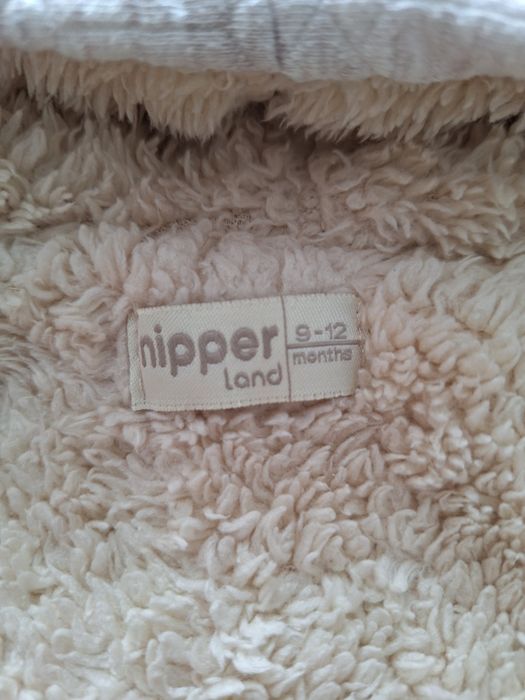 nipper
land
9-12
months